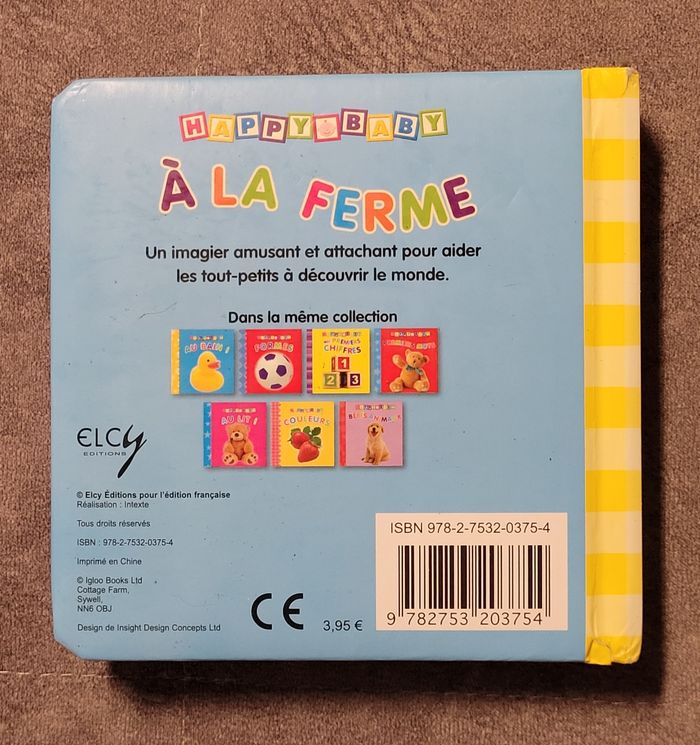 HAPPY BABY
À LA FERME
Un imagier amusant et attachant pour aider
les tout-petits à découvrir le monde.
Dans la même collection
AU BAIN !
FORMES
PREMIERS
CHIFFRES
AU LIT !
COULEURS
ELCY
EDITIONS
© Elcy Éditions pour l'édition française
Réalisation : Intexte
Tous droits réservés
ISBN : 978-2-7532-0375-4
Imprimé en Chine
© Igloo Books Ltd
Cottage Farm,
Sywell,
NN6 OBJ
Design de Insight Design Concepts Ltd
CE
3,95 €
ISBN 978-2-7532-0375-4
9 782753 203754